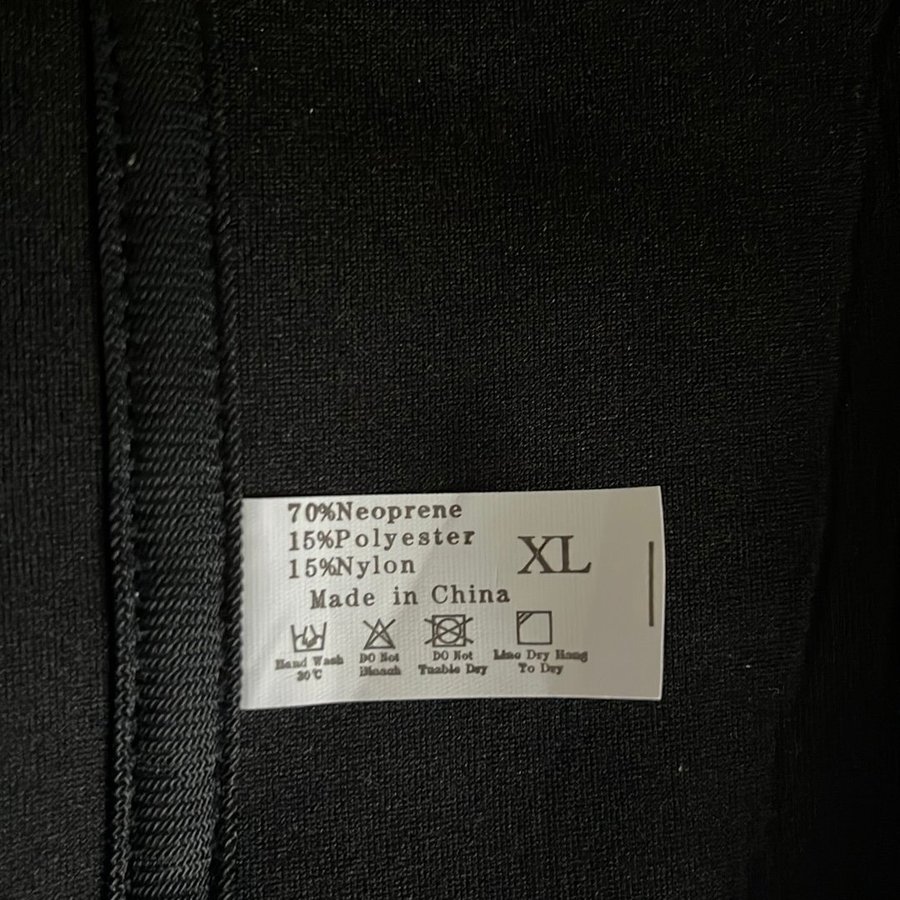 70%Neoprene
15%Polyester
15%Nylon
XL
Made in China
Hand Wash
30℃
DO Not
Bleach
DO Not
Tuable Dry
Line Dry Hang
To Dry